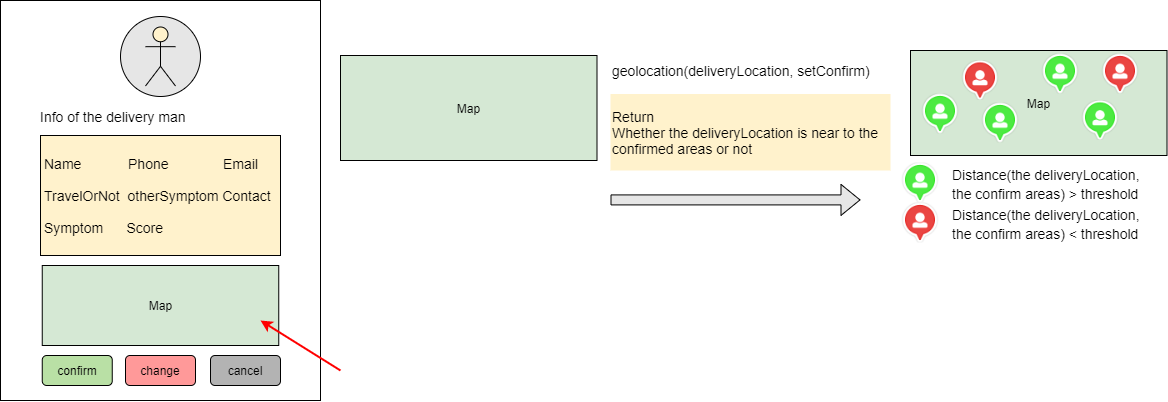 Info of the delivery man
Name Phone Email
TravelOrNot otherSymptom Contact
Symptom Score
Map
confirm change cancel
Map
geolocation(deliveryLocation, setConfirm)
Return
Whether the deliveryLocation is near to the
confirmed areas or not
Map
Distance(the deliveryLocation,
the confirm areas) > threshold
Distance(the deliveryLocation,
the confirm areas) < threshold